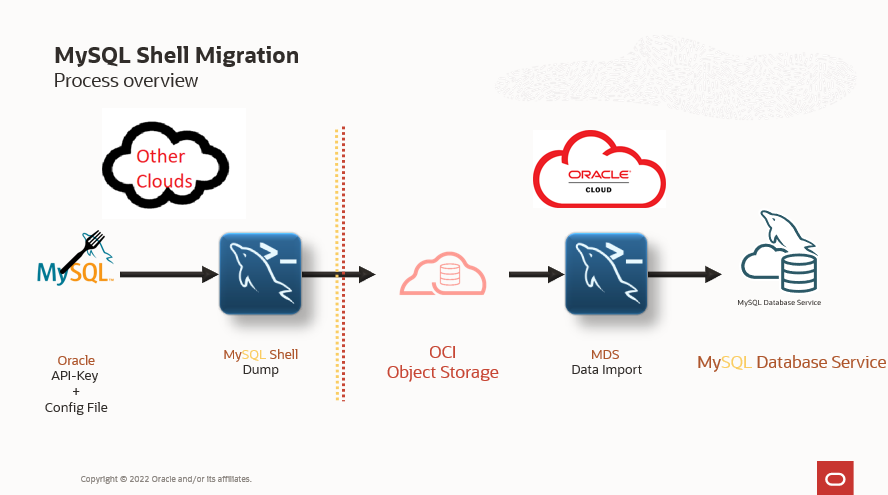 MySQL Shell Migration
Process overview
Other
Clouds
ORACLE
CLOUD
MySQL
MySQL Database Service
Oracle
API-Key
+
Config File
MySQL Shell
Dump
OCI
Object Storage
MDS
Data Import
MySQL Database Service
Copyright © 2022 Oracle and/or its affiliates.